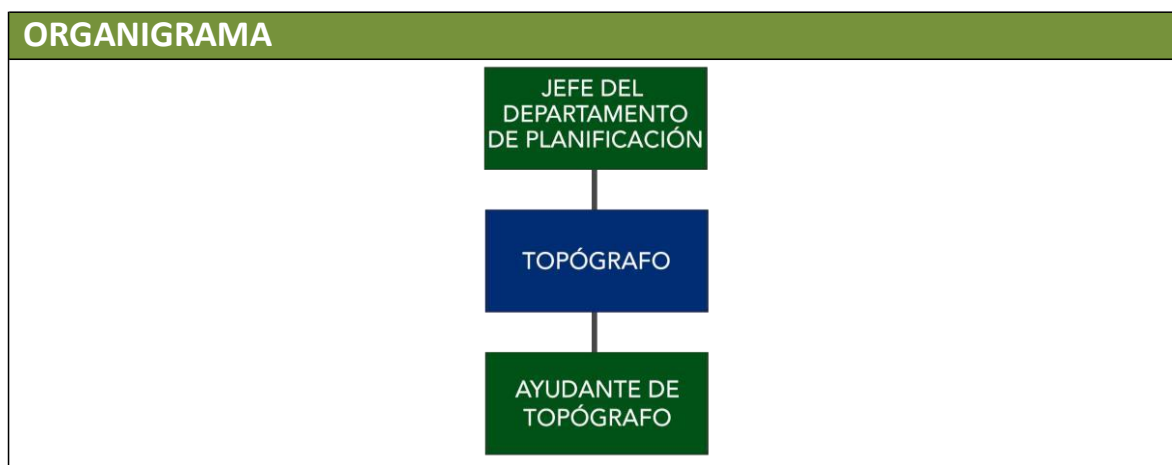 ORGANIGRAMA
JEFE DEL
DEPARTAMENTO
DE PLANIFICACIÓN
TOPÓGRAFO
AYUDANTE DE
TOPÓGRAFO